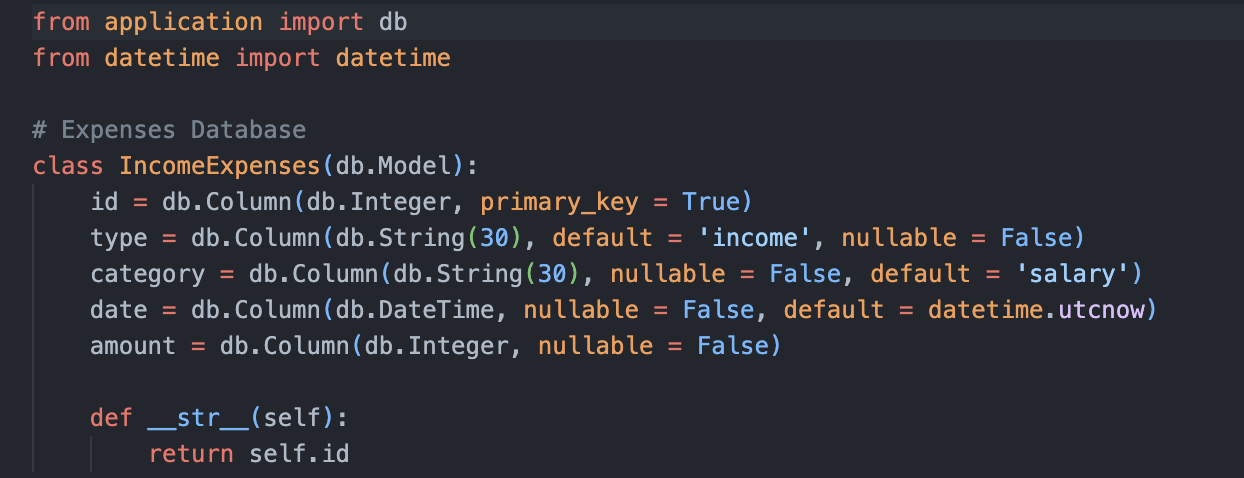 from application import db
from datetime import datetime

# Expenses Database
class IncomeExpenses(db.Model):
    id = db.Column(db.Integer, primary_key = True)
    type = db.Column(db.String(30), default = 'income', nullable = False)
    category = db.Column(db.String(30), nullable = False, default = 'salary')
    date = db.Column(db.DateTime, nullable = False, default = datetime.utcnow)
    amount = db.Column(db.Integer, nullable = False)

    def __str__(self):
        return self.id